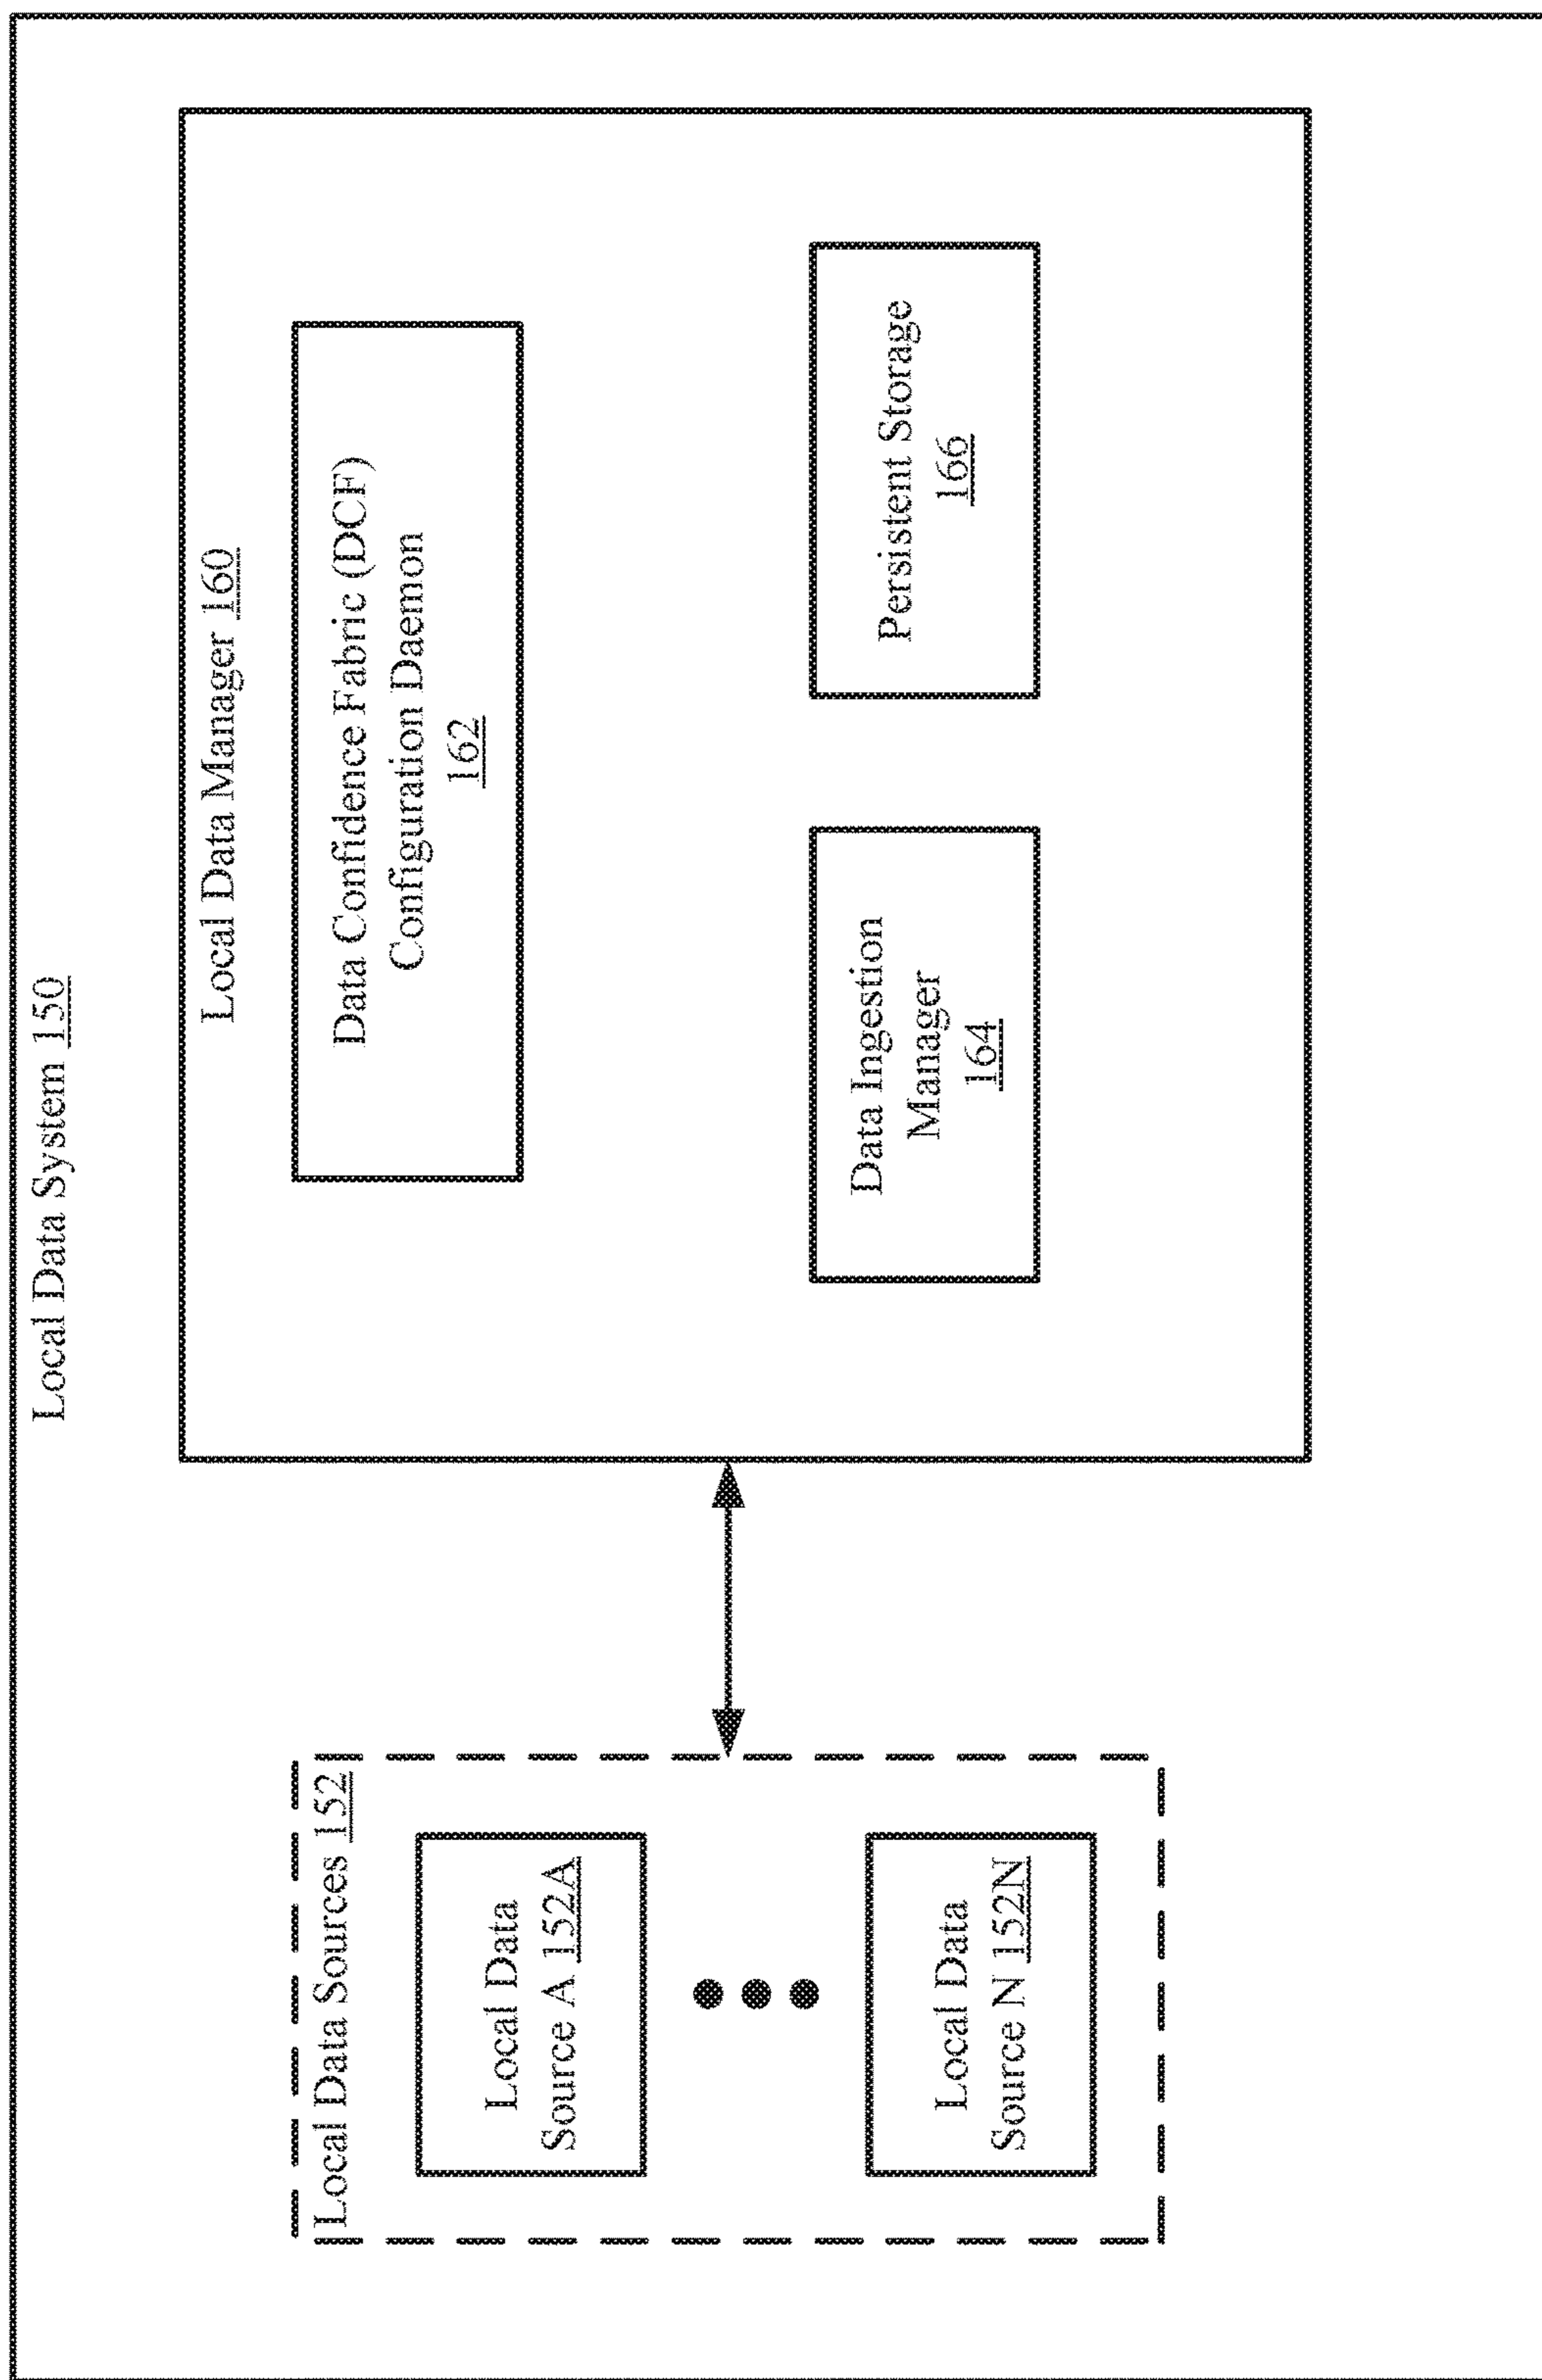 Local Data System 150
Local Data Sources 152
Local Data
Source A 152A
Local Data
Source N 152N
Local Data Manager 160
Data Confidence Fabric (DCF)
Configuration Daemon
162
Data Ingestion
Manager
164
Persistent Storage
166